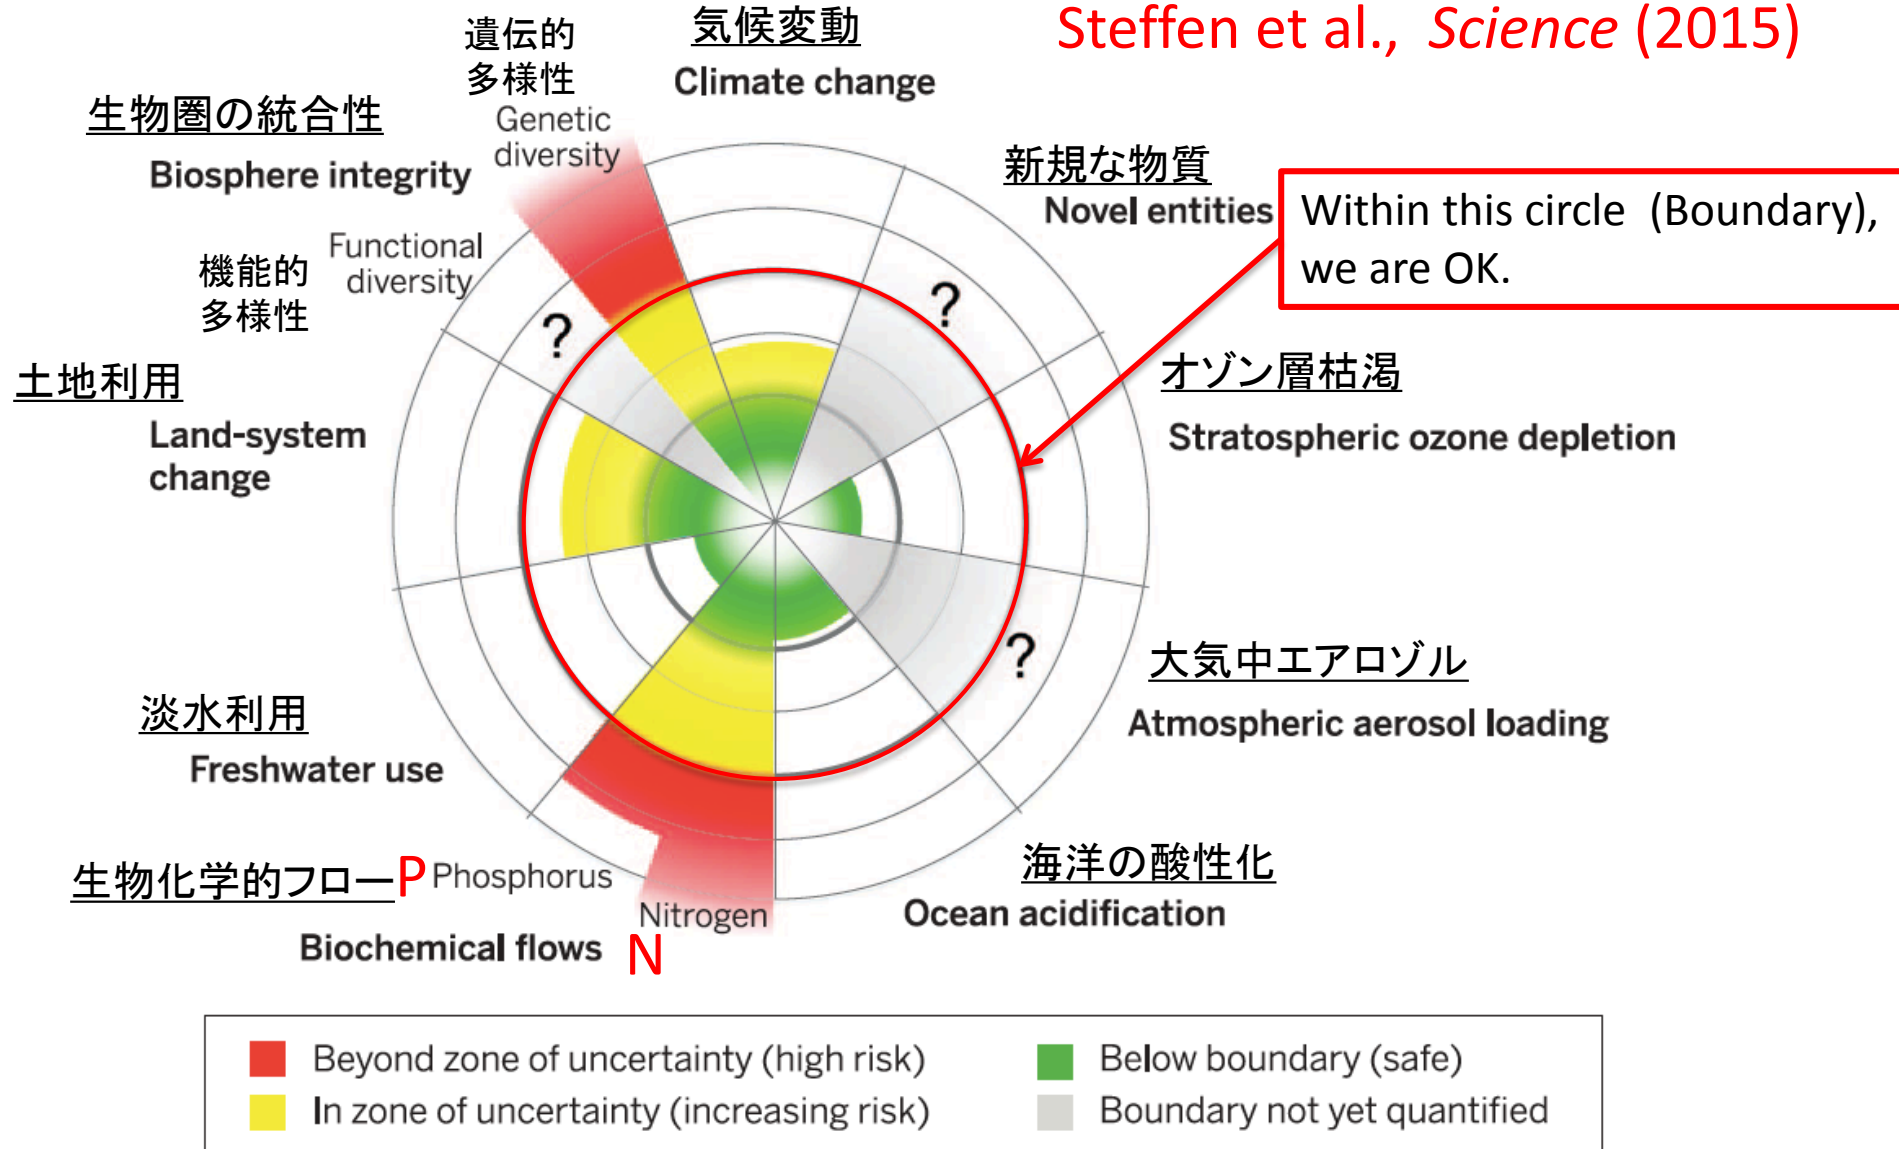 Steffen et al., Science (2015)
遺伝的
多様性
Genetic
diversity
気候変動
Climate change
生物圏の統合性
Biosphere integrity
新規な物質
Novel entities
Within this circle (Boundary),
we are OK.
機能的
多様性
Functional
diversity
?
?
土地利用
Land-system
change
オゾン層枯渇
Stratospheric ozone depletion
?
大気中エアロゾル
Atmospheric aerosol loading
淡水利用
Freshwater use
海洋の酸性化
Ocean acidification
生物化学的フロー P Phosphorus
Nitrogen
Biochemical flows N
Beyond zone of uncertainty (high risk)
In zone of uncertainty (increasing risk)
Below boundary (safe)
Boundary not yet quantified